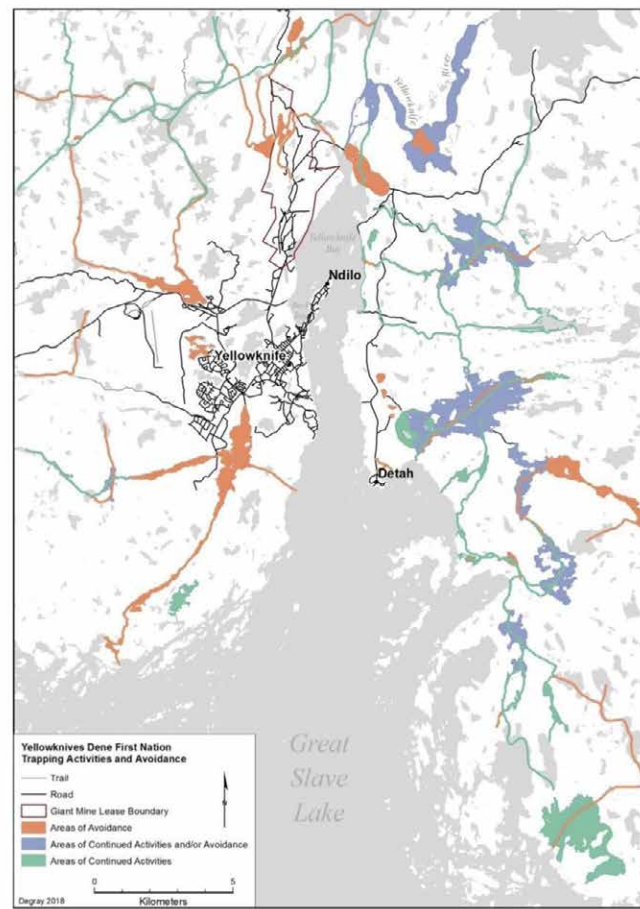 Yellowknife
River
Yellowknife
Bay
Ndilo
Yellowknife
Detah
Great
Slave
Lake
Yellowknives Dene First Nation
Trapping Activities and Avoidance
Trail
Road
Giant Mine Lease Boundary
Areas of Avoidance
Areas of Continued Activities and/or Avoidance
Areas of Continued Activities
N
0 5
Kilometers
Degray 2018